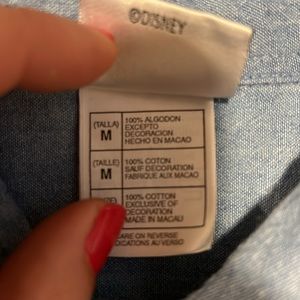 ©DISNEY
(TALLA)
M
100% ALGODON
EXCEPTO
DECORACION
HECHO EN MACAO
(TAILLE)
M
100% COTON
SAUF DECORATION
FABRIQUE AUX MACAO
100% COTTON
EXCLUSIVE OF
DECORATION
MADE IN MACAU
CARE ON REVERSE
AU VERSO